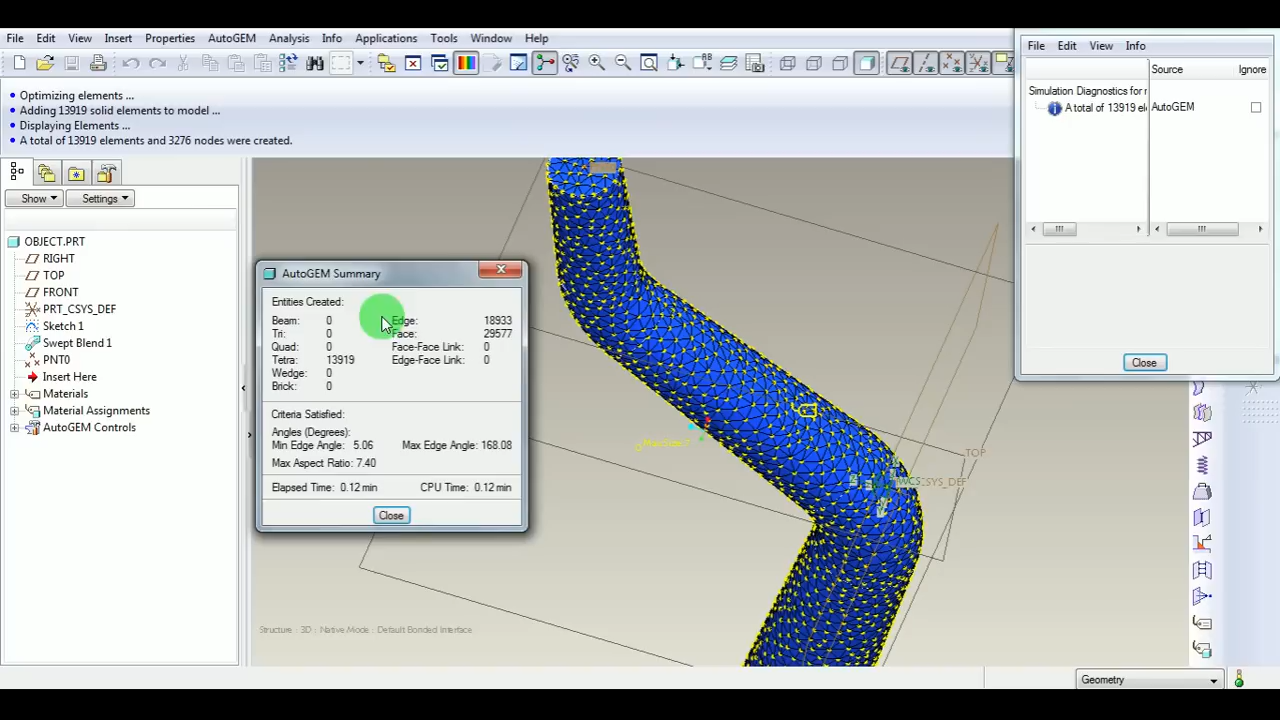 File Edit View Insert Properties AutoGEM Analysis Info Applications Tools Window Help
• Optimizing elements ...
• Adding 13919 solid elements to model ...
• Displaying Elements ...
• A total of 13919 elements and 3276 nodes were created.
Show Settings
OBJECT.PRT
RIGHT
TOP
FRONT
PRT_CSYS_DEF
Sketch 1
Swept Blend 1
PNT0
Insert Here
Materials
Material Assignments
AutoGEM Controls
AutoGEM Summary
Entities Created:
Beam: 0 Edge: 18933
Tri: 0 Face: 29577
Quad: 0 Face-Face Link: 0
Tetra: 13919 Edge-Face Link: 0
Wedge: 0
Brick: 0
Criteria Satisfied:
Angles (Degrees):
Min Edge Angle: 5.06 Max Edge Angle: 168.08
Max Aspect Ratio: 7.40
Elapsed Time: 0.12 min CPU Time: 0.12 min
Close
TOP
WCS
CSYS_DEF
Structure : 3D : Native Mode : Default Bonded Interface
File Edit View Info
Source Ignore
Simulation Diagnostics for
A total of 13919 el AutoGEM
Close
Geometry